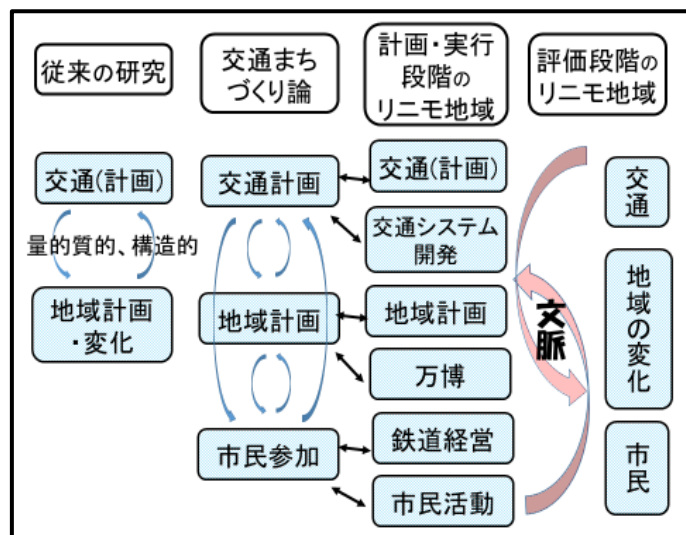 従来の研究
交通まち
づくり論
計画・実行
段階の
リニモ地域
評価段階の
リニモ地域
交通(計画)
量的質的、構造的
地域計画
・変化
交通計画
地域計画
市民参加
交通(計画)
交通システム
開発
地域計画
万博
鉄道経営
市民活動
文脈
交通
地域の変化
市民